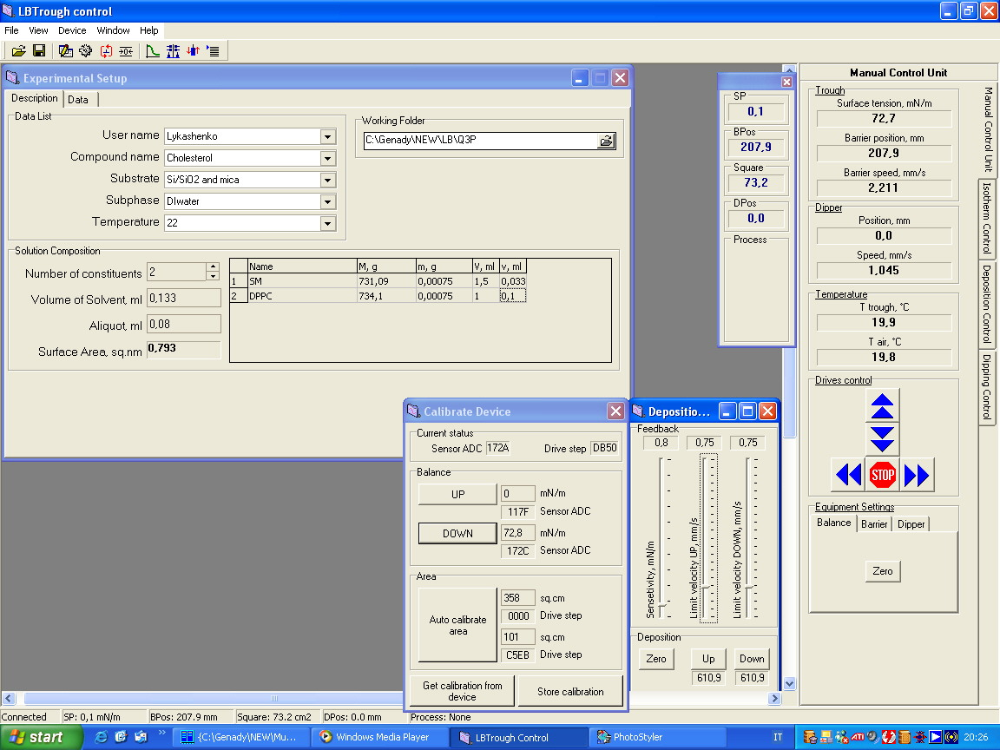 LBTrough control
File View Device Window Help
Experimental Setup
Description Data
Data List
User name Lykashenko
Compound name Cholesterol
Substrate Si/SiO2 and mica
Subphase DIwater
Temperature 22
Working Folder
C:\Genady\NEW\LB\Q3P
Solution Composition
Number of constituents 2
Volume of Solvent, ml 0,133
Aliquot, ml 0,08
Surface Area, sq.nm 0,793
Name M, g m, g V, ml v, ml
1 SM 731,09 0,00075 1,5 0,033
2 DPPC 734,1 0,00075 1 0,1
SP
0,1
BPos
207,9
Square
73,2
DPos
0,0
Process
Manual Control Unit
Trough
Surface tension, mN/m
72,7
Barrier position, mm
207,9
Barrier speed, mm/s
2,211
Dipper
Position, mm
0,0
Speed, mm/s
1,045
Temperature
T trough, °C
19,9
T air, °C
19,8
Drives control
STOP
Equipment Settings
Balance Barrier Dipper
Zero
Manual Control Unit
Isotherm Control
Deposition Control
Dipping Control
Calibrate Device
Current status
Sensor ADC 172A Drive step DB50
Balance
UP 0 mN/m
117F Sensor ADC
DOWN 72,8 mN/m
172C Sensor ADC
Area
Auto calibrate area
358 sq.cm
0000 Drive step
101 sq.cm
C5EB Drive step
Get calibration from device
Store calibration
Depositio...
Feedback
0,8 0,75 0,75
Sensetivity, mN/m
Limit velocity UP, mm/s
Limit velocity DOWN, mm/s
Deposition
Zero Up Down
610,9 610,9
Connected SP: 0,1 mN/m BPos: 207.9 mm Square: 73.2 cm2 DPos: 0.0 mm Process: None
start {C:\Genady\NEW\Mu... Windows Media Player LBTrough Control PhotoStyler IT 20:26